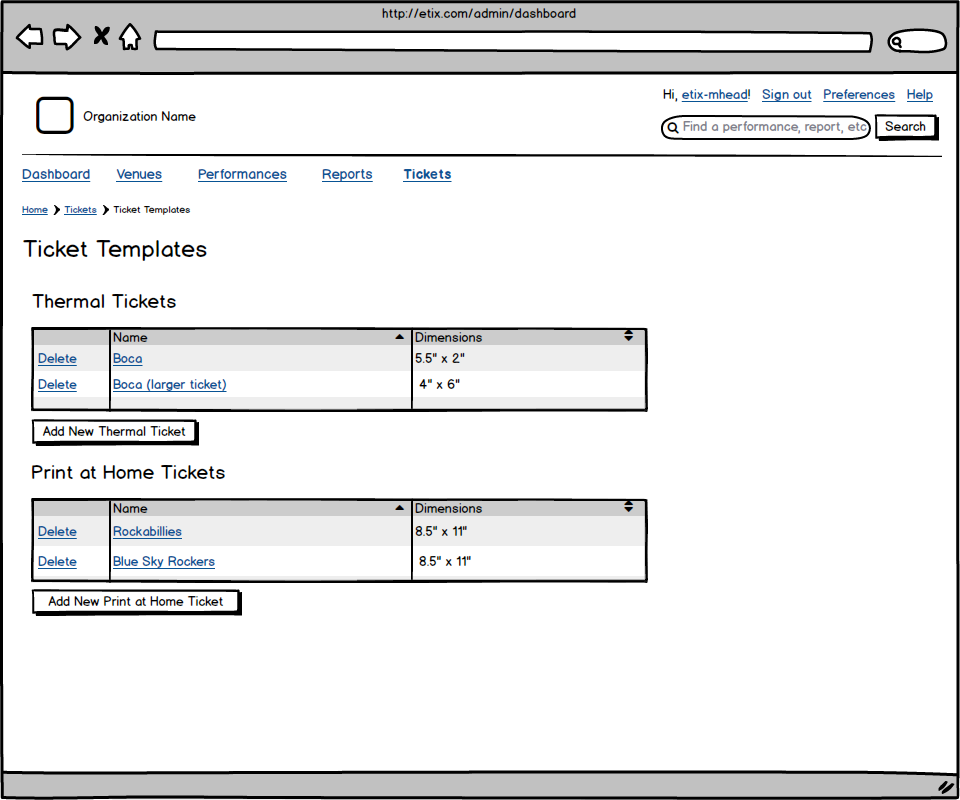 http://etix.com/admin/dashboard
Hi, etix-mhead! Sign out Preferences Help
Organization Name
Find a performance, report, etc Search
Dashboard Venues Performances Reports Tickets
Home Tickets Ticket Templates
Ticket Templates
Thermal Tickets
Name Dimensions
Delete Boca 5.5" x 2"
Delete Boca (larger ticket) 4" x 6"
Add New Thermal Ticket
Print at Home Tickets
Name Dimensions
Delete Rockabillies 8.5" x 11"
Delete Blue Sky Rockers 8.5" x 11"
Add New Print at Home Ticket